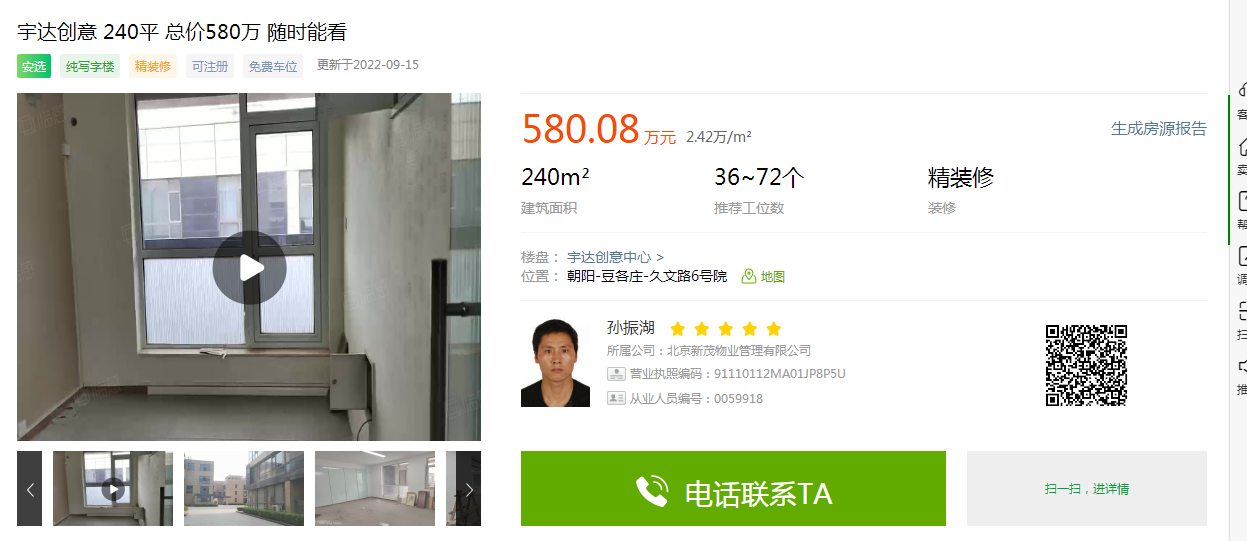 宇达创意 240平 总价580万 随时能看
安选 纯写字楼 精装修 可注册 免费车位 更新于2022-09-15
580.08 万元 2.42万/m² 生成房源报告
240m² 36~72个 精装修
建筑面积 推荐工位数 装修
楼盘： 宇达创意中心 >
位置： 朝阳-豆各庄-久文路6号院 地图
孙振湖
所属公司：北京新茂物业管理有限公司
营业执照编码：91110112MA01JP8P5U
从业人员编号：0059918
电话联系TA
扫一扫，进详情